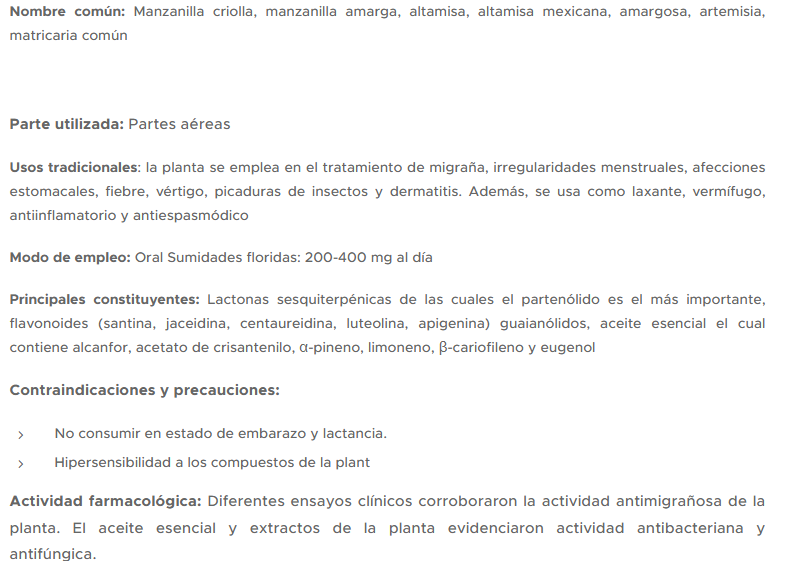 Nombre común: Manzanilla criolla, manzanilla amarga, altamisa, altamisa mexicana, amargosa, artemisia,
matricaria común
Parte utilizada: Partes aéreas
Usos tradicionales: la planta se emplea en el tratamiento de migraña, irregularidades menstruales, afecciones
estomacales, fiebre, vértigo, picaduras de insectos y dermatitis. Además, se usa como laxante, vermífugo,
antiinflamatorio y antiespasmódico
Modo de empleo: Oral Sumidades floridas: 200-400 mg al día
Principales constituyentes: Lactonas sesquiterpénicas de las cuales el partenólido es el más importante,
flavonoides (santina, jaceidina, centaureidina, luteolina, apigenina) guaianólidos, aceite esencial el cual
contiene alcanfor, acetato de crisantenilo, α-pineno, limoneno, β-cariofileno y eugenol
Contraindicaciones y precauciones:
› No consumir en estado de embarazo y lactancia.
› Hipersensibilidad a los compuestos de la plant
Actividad farmacológica: Diferentes ensayos clínicos corroboraron la actividad antimigrañosa de la
planta. El aceite esencial y extractos de la planta evidenciaron actividad antibacteriana y
antifúngica.